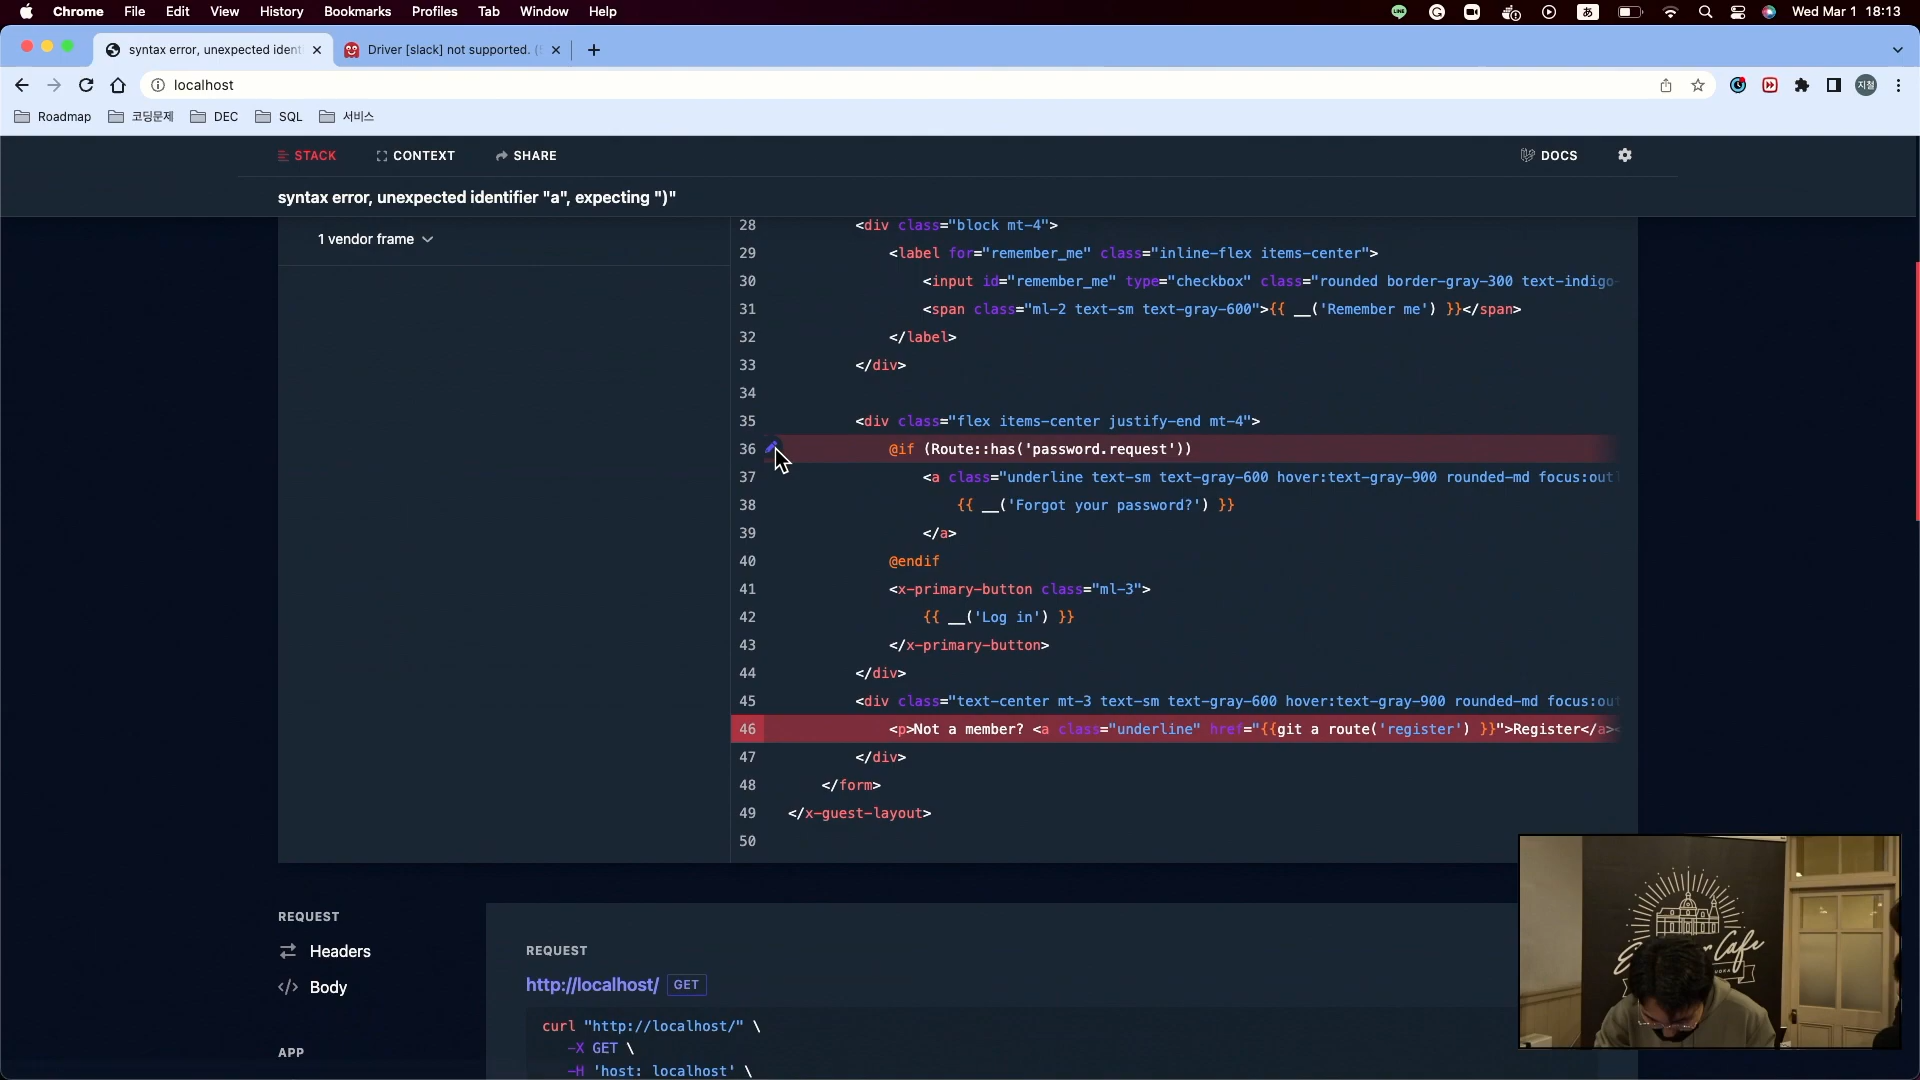 Chrome File Edit View History Bookmarks Profiles Tab Window Help
LINE あ Wed Mar 1 18:13
syntax error, unexpected ident
Driver [slack] not supported. (
localhost
지철
Roadmap 코딩문제 DEC SQL 서비스
STACK CONTEXT SHARE DOCS
syntax error, unexpected identifier "a", expecting ")"
1 vendor frame
28 <div class="block mt-4">
29 <label for="remember_me" class="inline-flex items-center">
30 <input id="remember_me" type="checkbox" class="rounded border-gray-300 text-indigo-
31 <span class="ml-2 text-sm text-gray-600">{{ __('Remember me') }}</span>
32 </label>
33 </div>
34
35 <div class="flex items-center justify-end mt-4">
36 @if (Route::has('password.request'))
37 <a class="underline text-sm text-gray-600 hover:text-gray-900 rounded-md focus:out
38 {{ __('Forgot your password?') }}
39 </a>
40 @endif
41 <x-primary-button class="ml-3">
42 {{ __('Log in') }}
43 </x-primary-button>
44 </div>
45 <div class="text-center mt-3 text-sm text-gray-600 hover:text-gray-900 rounded-md focus:out
46 <p>Not a member? <a class="underline" href="{{git a route('register') }}">Register</a><
47 </div>
48 </form>
49 </x-guest-layout>
50
REQUEST
Headers
Body
APP
REQUEST
http://localhost/ GET
curl "http://localhost/" \
-X GET \
-H 'host: localhost' \
Cafe